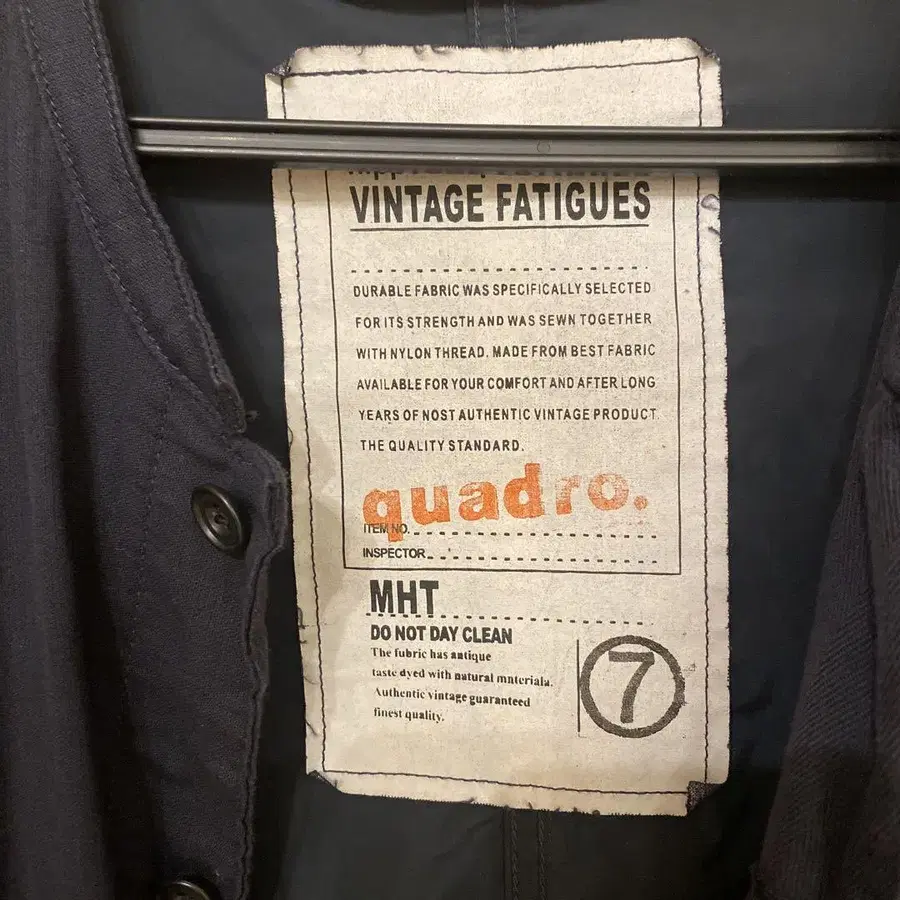 VINTAGE FATIGUES
DURABLE FABRIC WAS SPECIFICALLY SELECTED
FOR ITS STRENGTH AND WAS SEWN TOGETHER
WITH NYLON THREAD. MADE FROM BEST FABRIC
AVAILABLE FOR YOUR COMFORT AND AFTER LONG
YEARS OF NOST AUTHENTIC VINTAGE PRODUCT.
THE QUALITY STANDARD.
quadro.
ITEM NO.
INSPECTOR
MHT
DO NOT DAY CLEAN
The fubric has antique
taste dyed with natural mnteriala.
Authentic vintage guaranteed
finest quality.
7